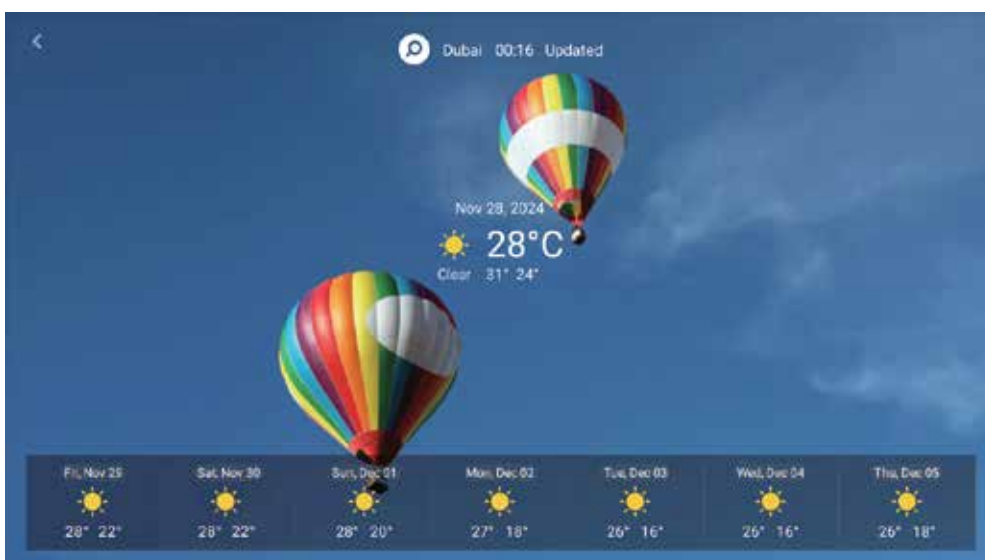 Dubai 00:16 Updated
Nov 28, 2024
28°C
Clear 31° 24°
Fri, Nov 29 Sat, Nov 30 Sun, Dec 01 Mon, Dec 02 Tue, Dec 03 Wed, Dec 04 Thu, Dec 05
28° 22° 28° 22° 28° 20° 27° 18° 26° 16° 26° 16° 26° 18°